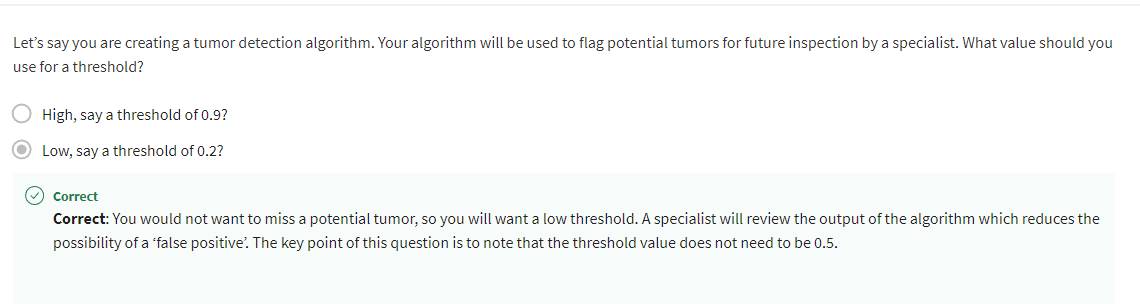 Let's say you are creating a tumor detection algorithm. Your algorithm will be used to flag potential tumors for future inspection by a specialist. What value should you
use for a threshold?
High, say a threshold of 0.9?
Low, say a threshold of 0.2?
Correct
Correct: You would not want to miss a potential tumor, so you will want a low threshold. A specialist will review the output of the algorithm which reduces the
possibility of a ‘false positive’. The key point of this question is to note that the threshold value does not need to be 0.5.